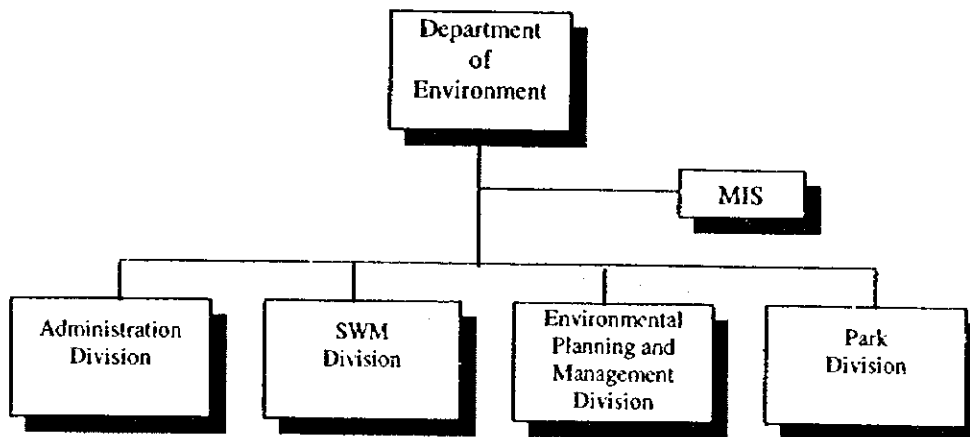 Department
of
Environment
MIS
Administration
Division
SWM
Division
Environmental
Planning and
Management
Division
Park
Division